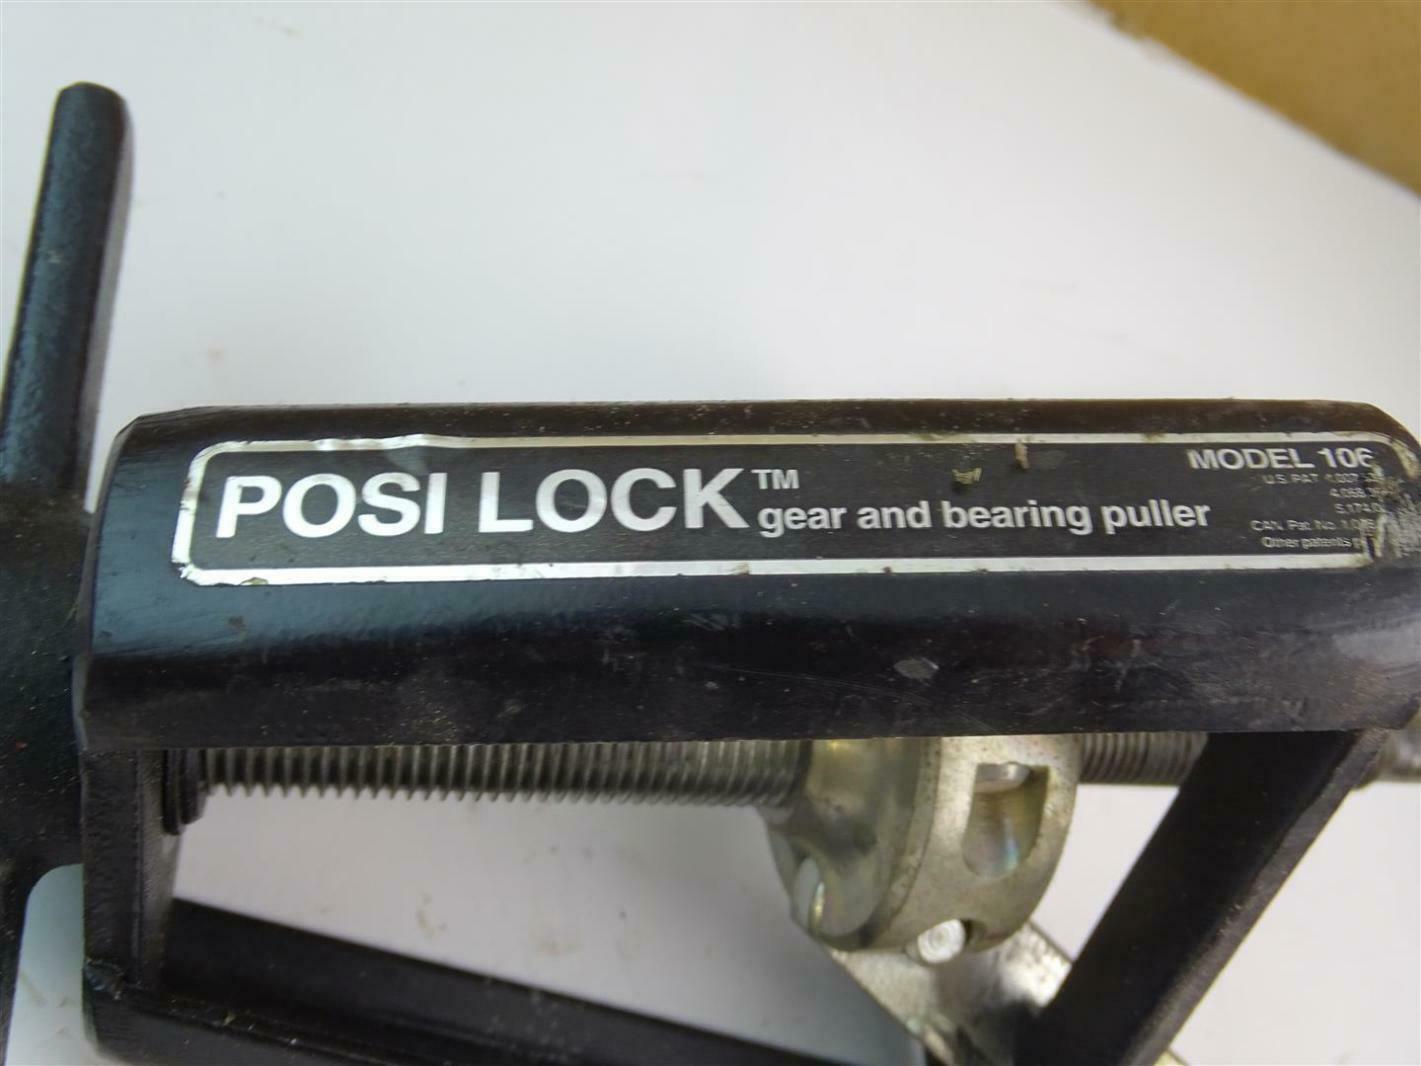 POSI LOCK™
gear and bearing puller
MODEL 106
U.S. PAT
CAN. Pat. No.
Other patents